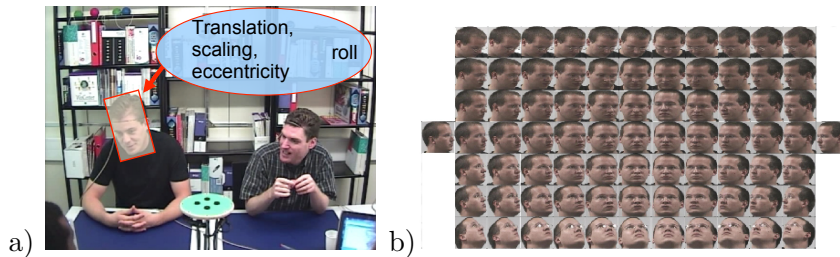 Translation,
scaling,
eccentricity roll
a) b)